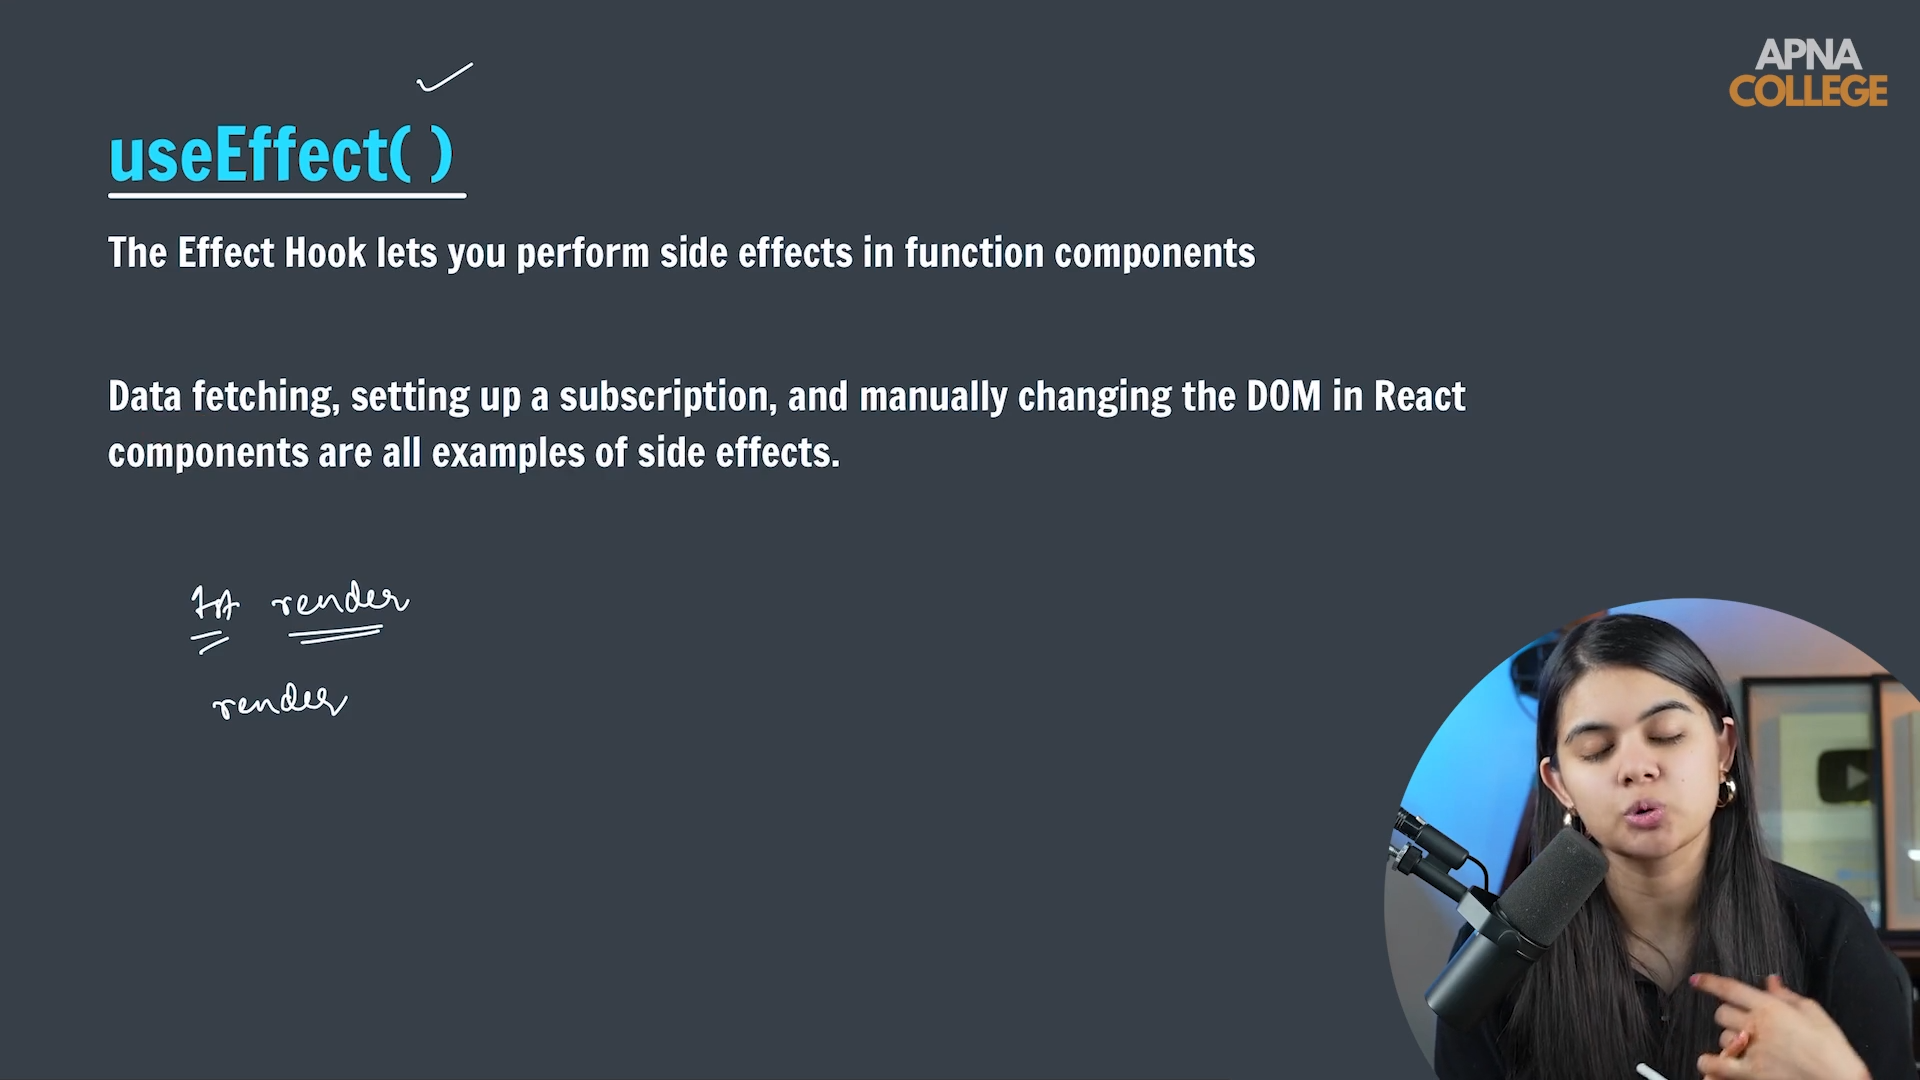 APNA
COLLEGE
useEffect( )
The Effect Hook lets you perform side effects in function components
Data fetching, setting up a subscription, and manually changing the DOM in React
components are all examples of side effects.
1st render
render